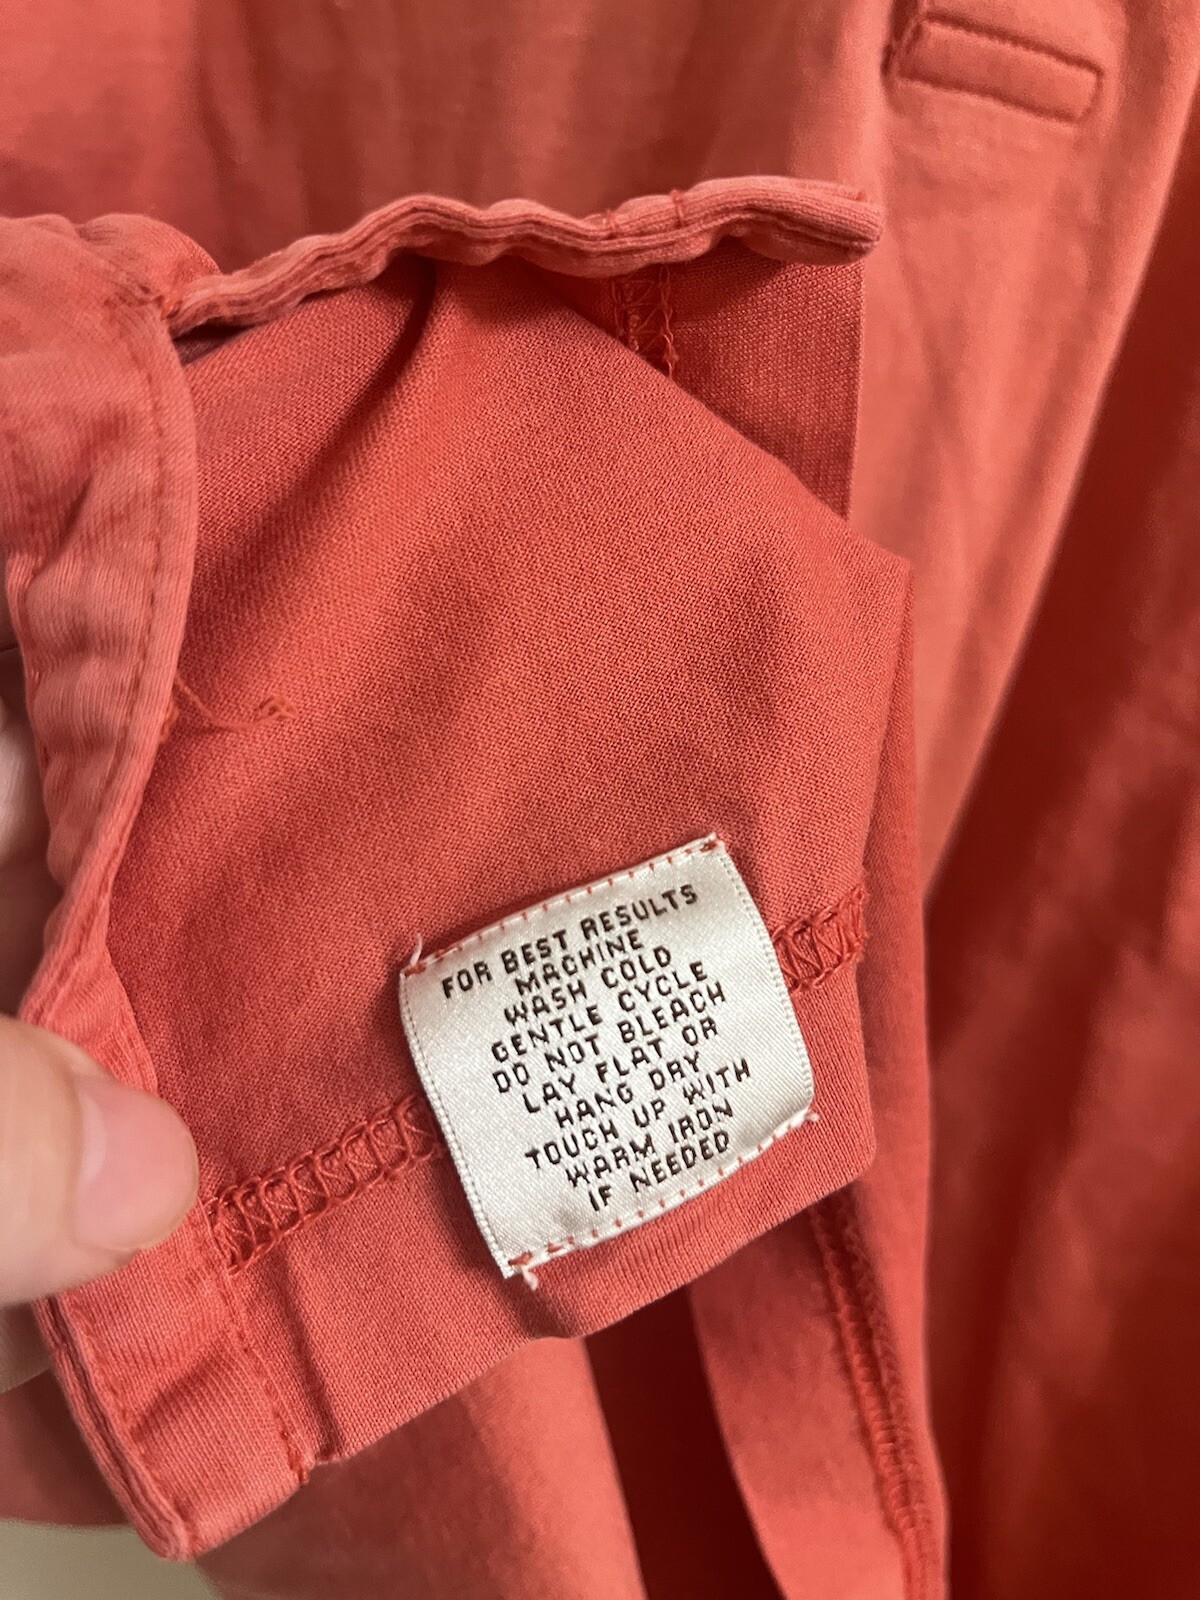 FOR BEST RESULTS
MACHINE
WASH COLD
GENTLE CYCLE
DO NOT BLEACH
LAY FLAT OR
HANG DRY
TOUCH UP WITH
WARM IRON
IF NEEDED